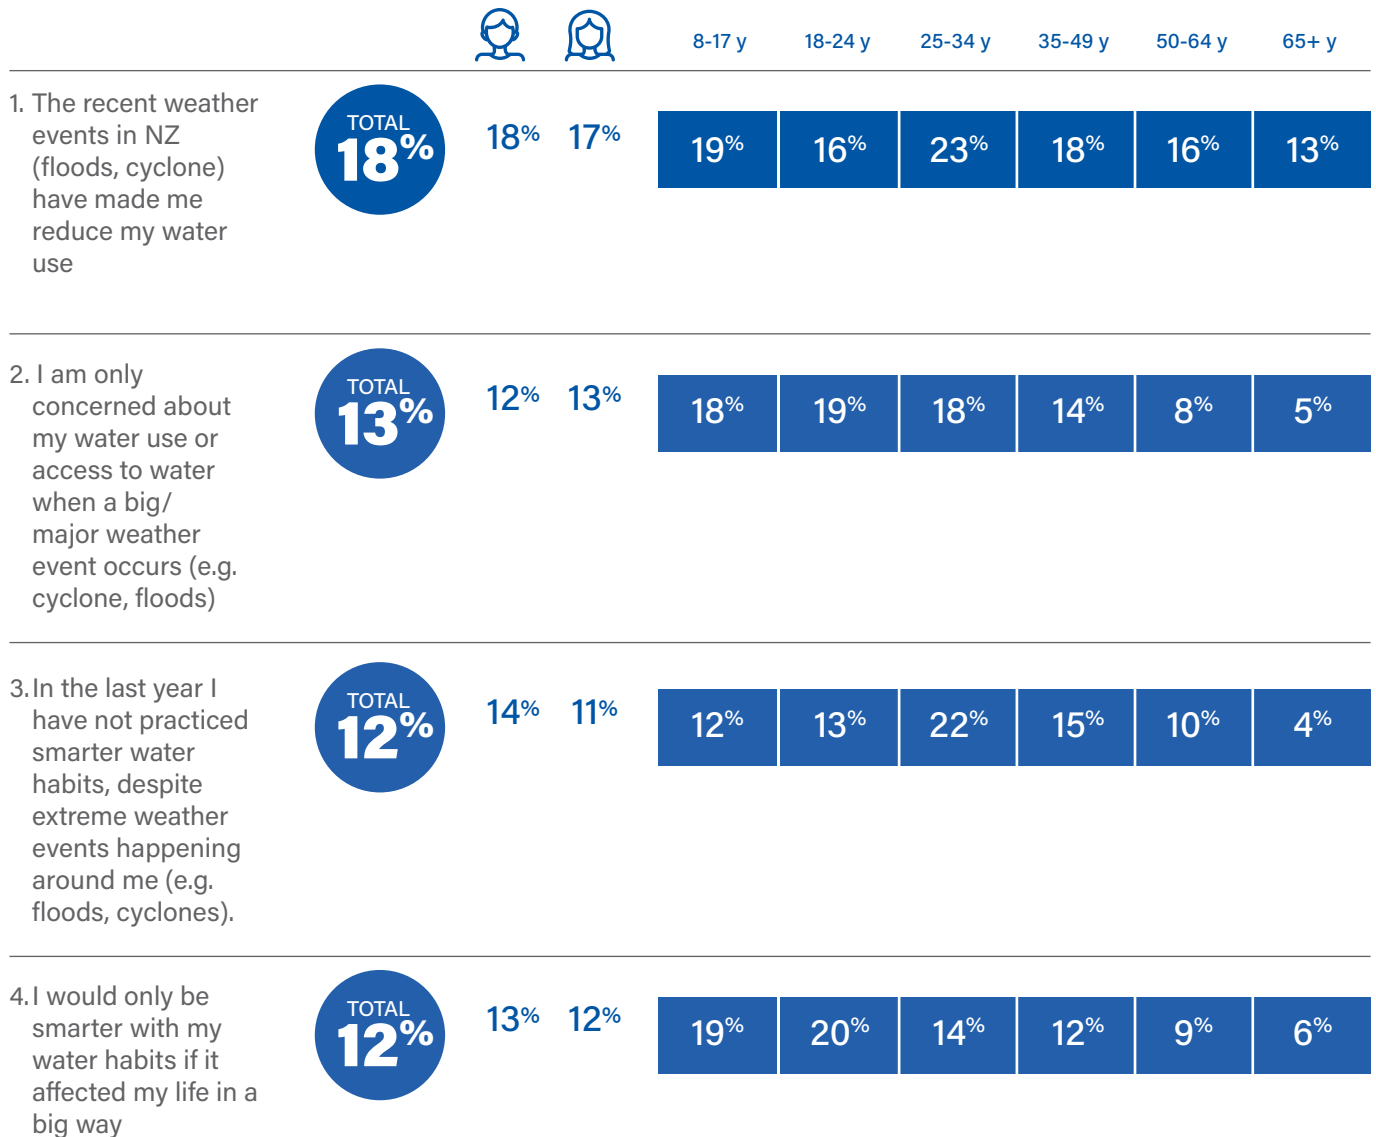 8-17 y 18-24 y 25-34 y 35-49 y 50-64 y 65+ y
1. The recent weather
events in NZ
(floods, cyclone)
have made me
reduce my water
use
TOTAL
18%
18% 17%
19% 16% 23% 18% 16% 13%
2. I am only
concerned about
my water use or
access to water
when a big/
major weather
event occurs (e.g.
cyclone, floods)
TOTAL
13%
12% 13%
18% 19% 18% 14% 8% 5%
3. In the last year I
have not practiced
smarter water
habits, despite
extreme weather
events happening
around me (e.g.
floods, cyclones).
TOTAL
12%
14% 11%
12% 13% 22% 15% 10% 4%
4. I would only be
smarter with my
water habits if it
affected my life in a
big way
TOTAL
12%
13% 12%
19% 20% 14% 12% 9% 6%